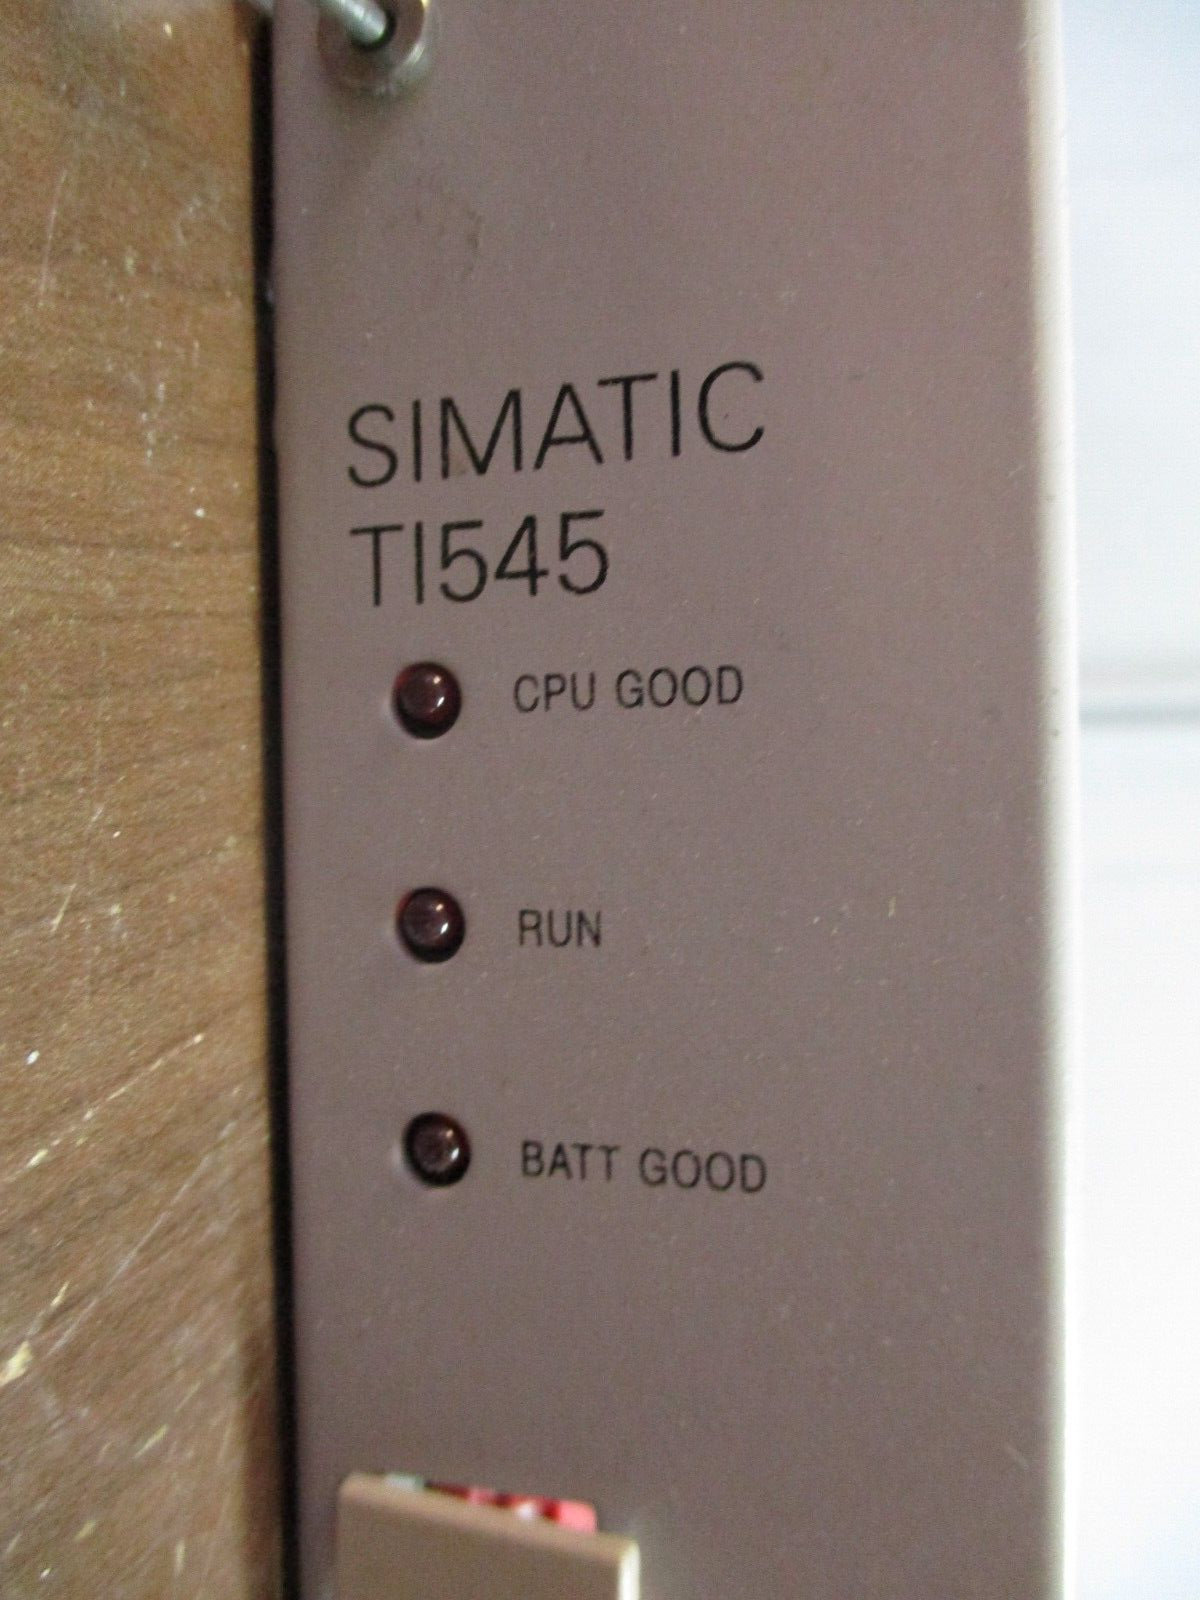 SIMATIC
TI545
CPU GOOD
RUN
BATT GOOD